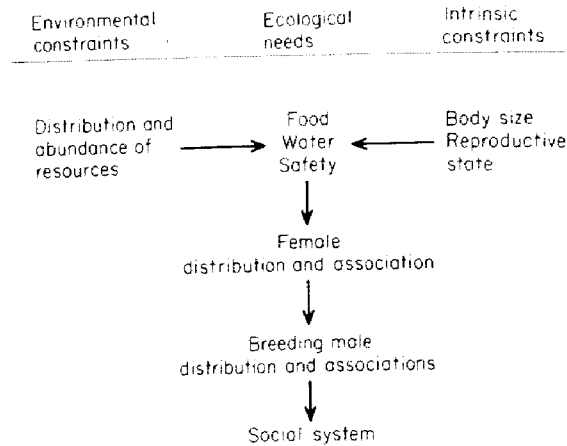 Environmental constraints
Ecological needs
Intrinsic constraints
Distribution and
abundance of
resources
Food
Water
Safety
Body size
Reproductive
state
Female
distribution and association
Breeding male
distribution and associations
Social system